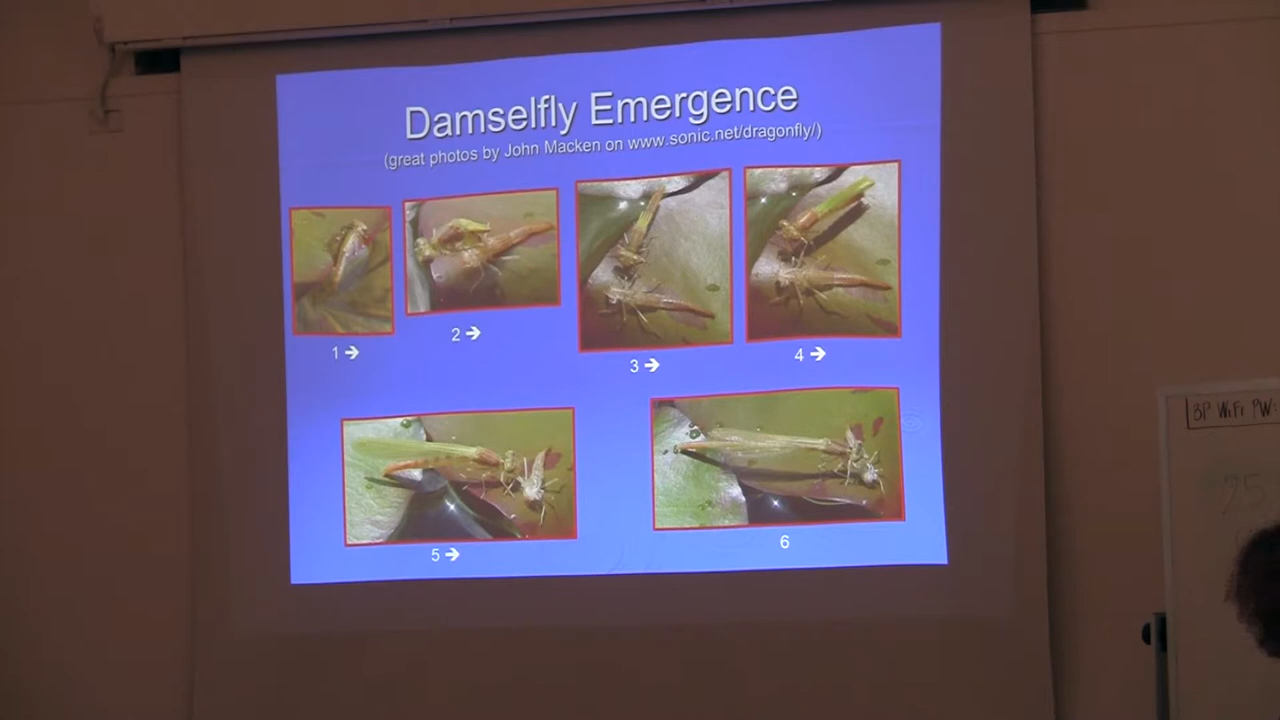 Damselfly Emergence
(great photos by John Macken on www.sonic.net/dragonfly/)
1 →
2 →
3 →
4 →
5 →
6
3P WiFi PW